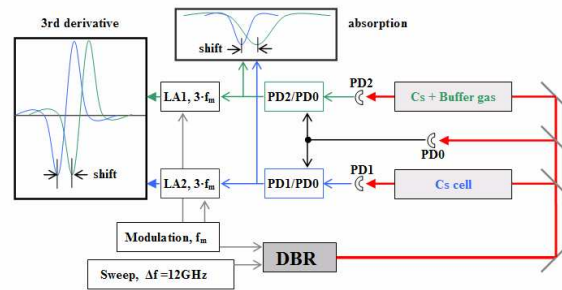 3rd derivative
absorption
shift
LA1, 3·fm
PD2/PD0
PD2
Cs + Buffer gas
PD0
shift
LA2, 3·fm
PD1/PD0
PD1
Cs cell
Modulation, fm
DBR
Sweep, Δf =12GHz